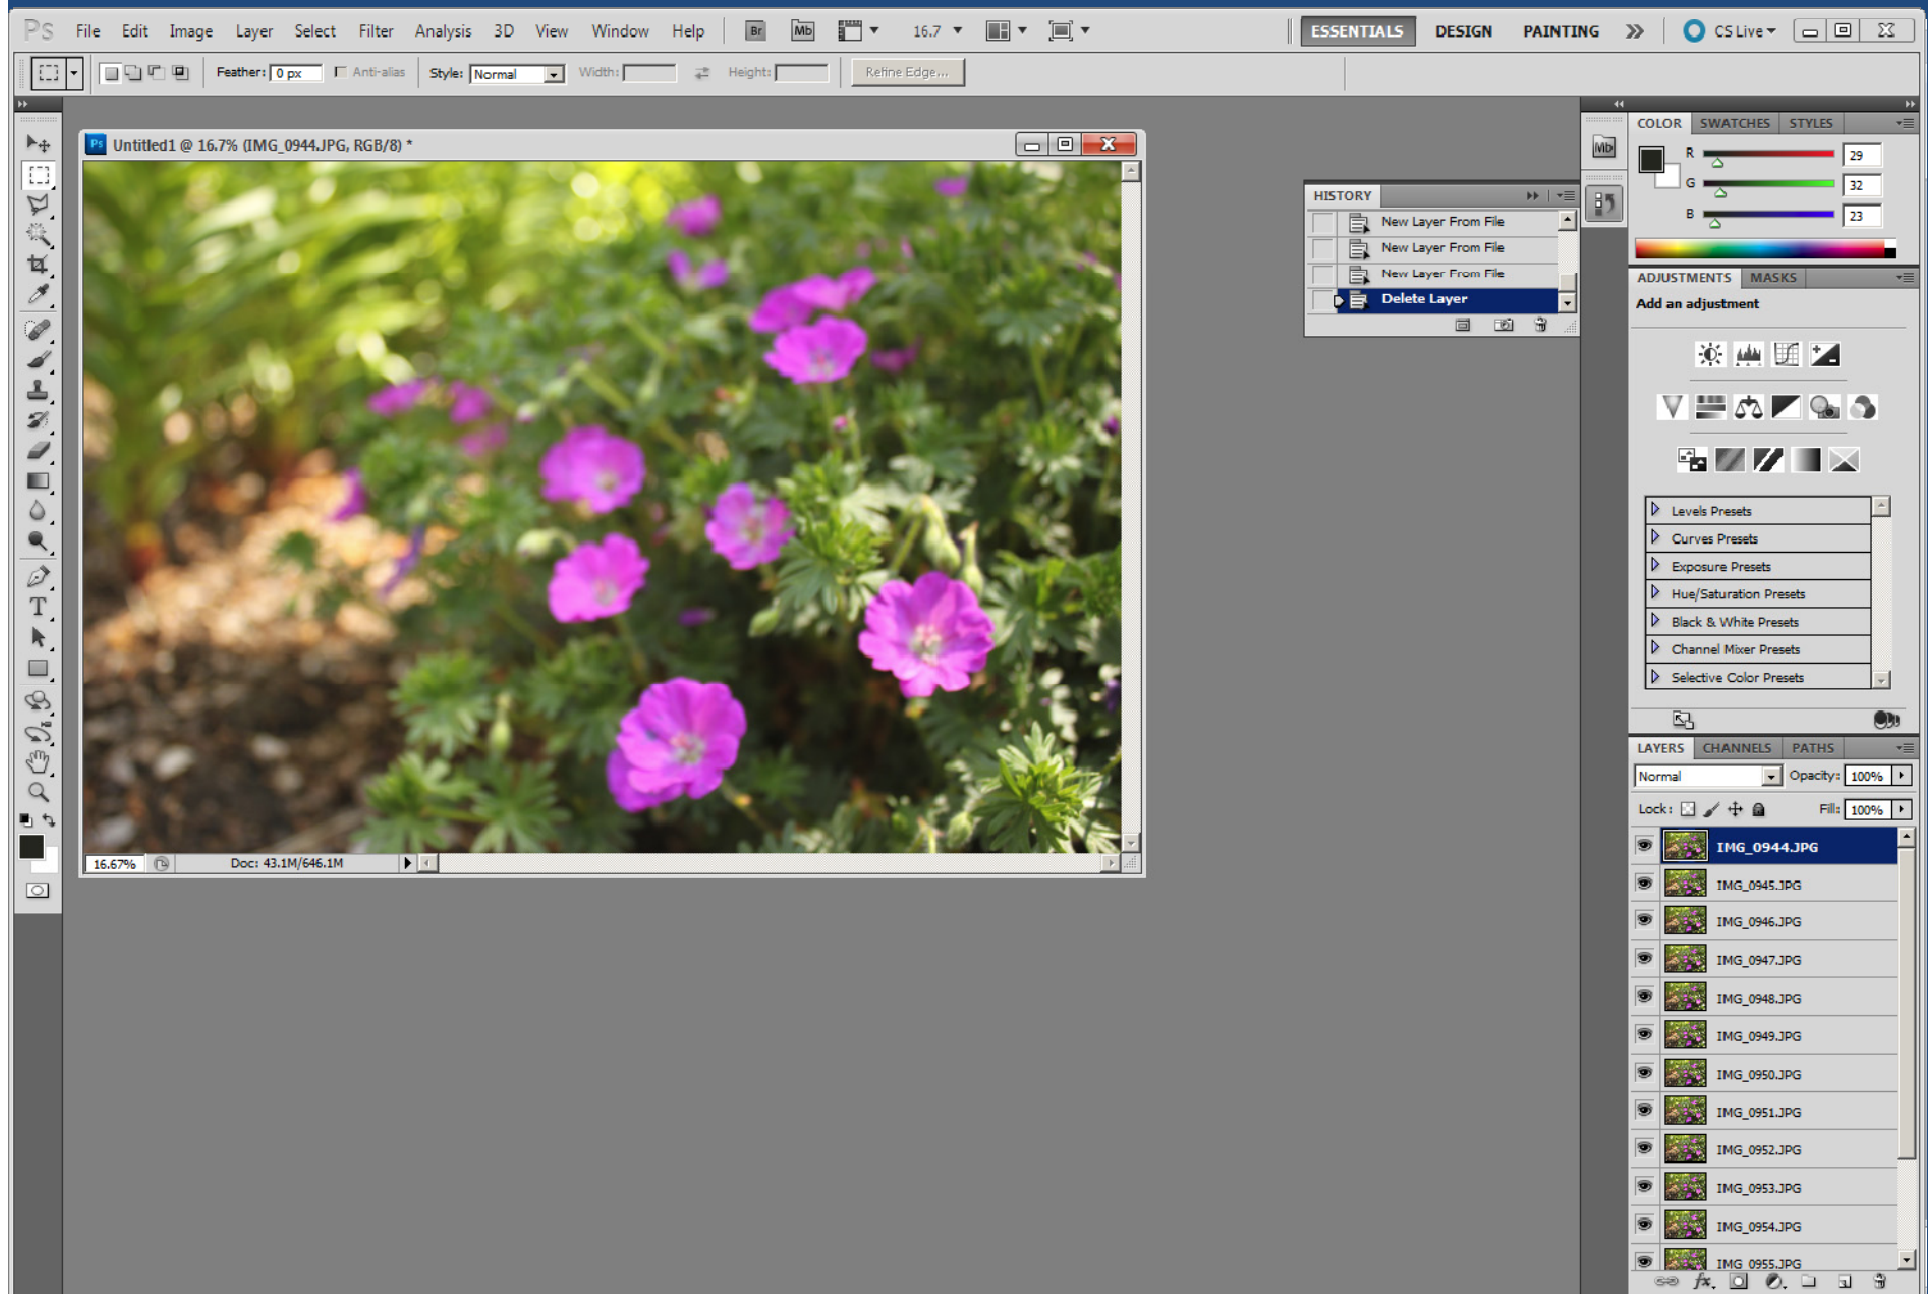 Ps File Edit Image Layer Select Filter Analysis 3D View Window Help Br Mb 16.7 ESSENTIALS DESIGN PAINTING CS Live
Feather: 0 px Anti-alias Style: Normal Width: Height: Refine Edge...
Ps Untitled1 @ 16.7% (IMG_0944.JPG, RGB/8) *
16.67% Doc: 43.1M/646.1M
HISTORY
New Layer From File
New Layer From File
New Layer From File
Delete Layer
Mb
COLOR SWATCHES STYLES
R 29
G 32
B 23
ADJUSTMENTS MASKS
Add an adjustment
Levels Presets
Curves Presets
Exposure Presets
Hue/Saturation Presets
Black & White Presets
Channel Mixer Presets
Selective Color Presets
LAYERS CHANNELS PATHS
Normal Opacity: 100%
Lock: Fill: 100%
IMG_0944.JPG
IMG_0945.JPG
IMG_0946.JPG
IMG_0947.JPG
IMG_0948.JPG
IMG_0949.JPG
IMG_0950.JPG
IMG_0951.JPG
IMG_0952.JPG
IMG_0953.JPG
IMG_0954.JPG
IMG_0955.JPG
fx